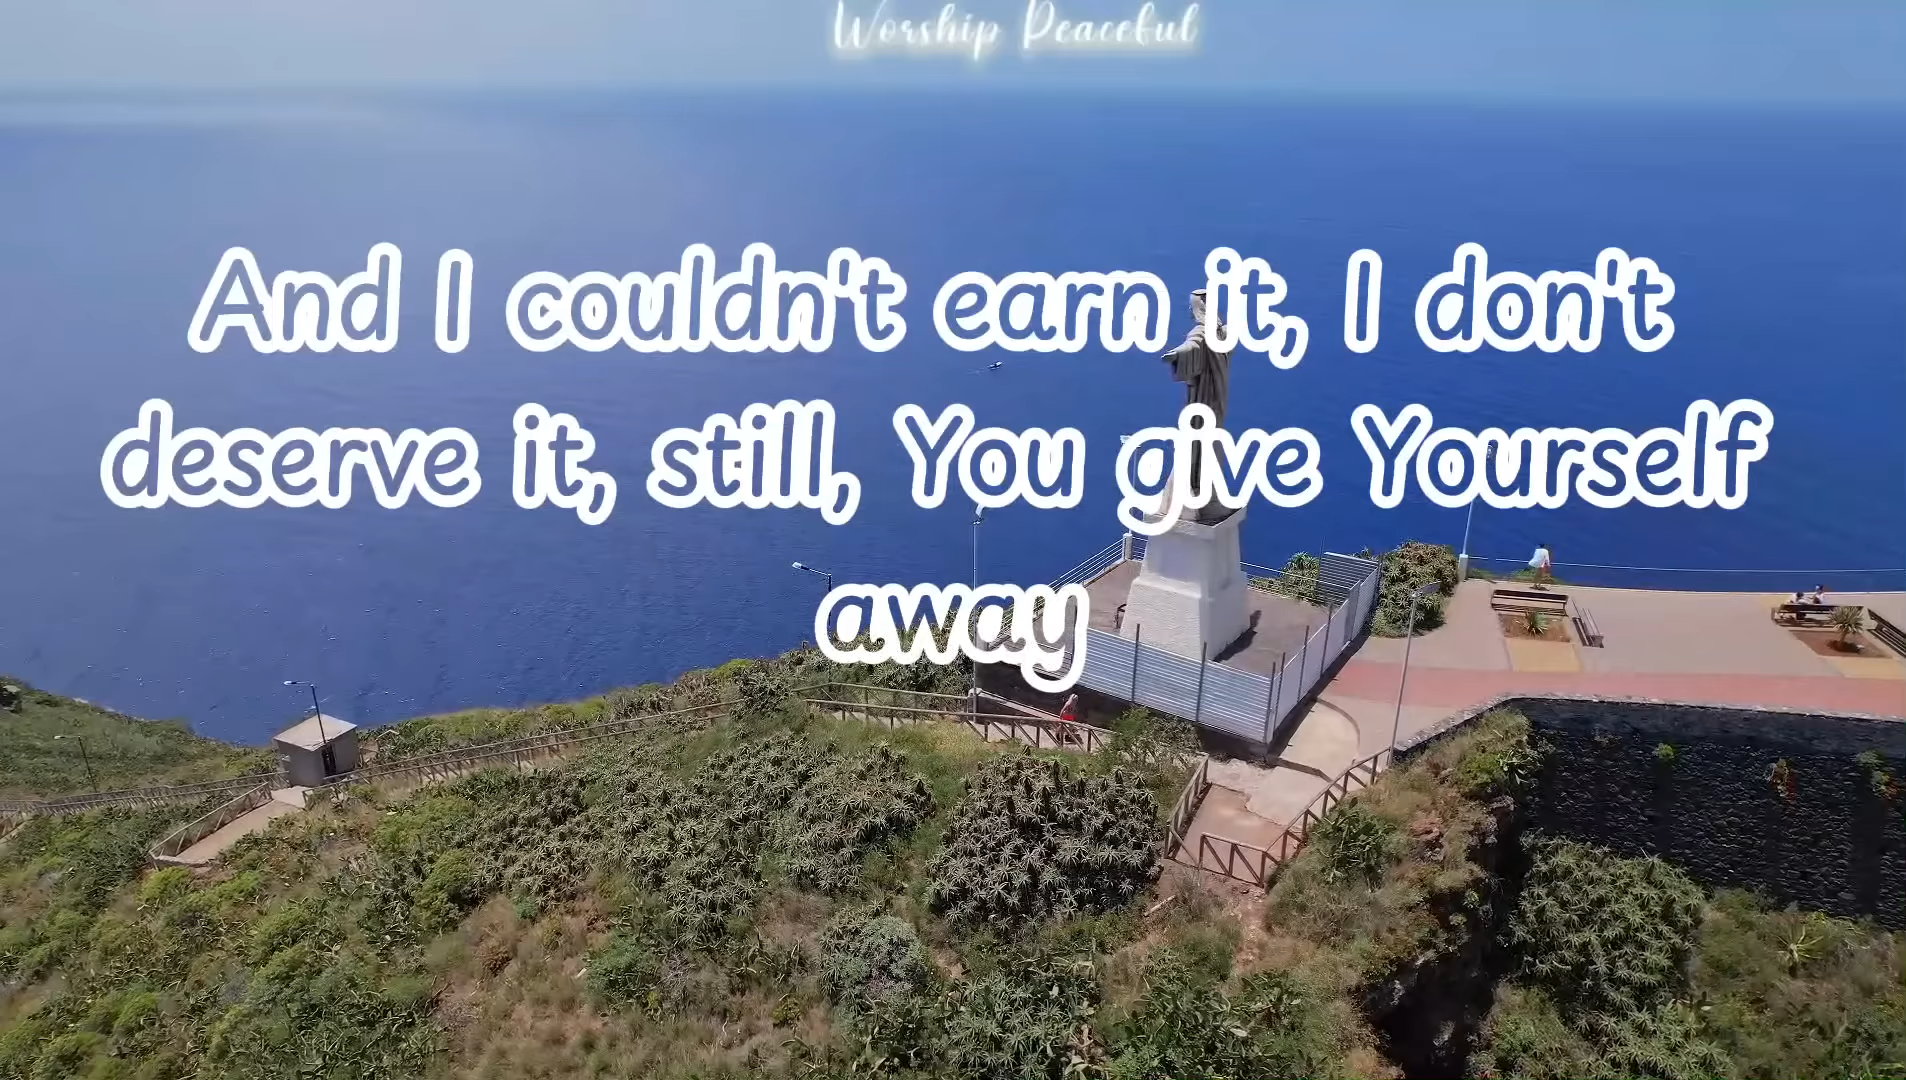 Worship Peaceful
And I couldn't earn it, I don't
deserve it, still, You give Yourself
away